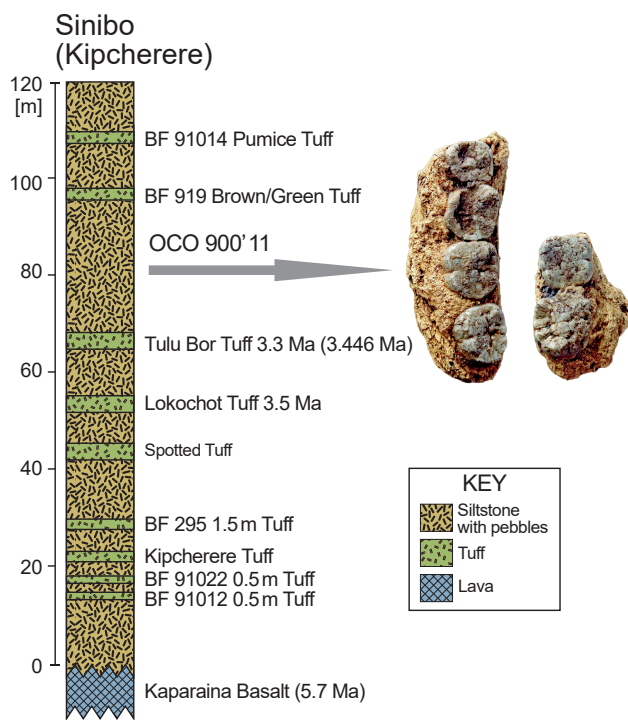 Sinibo
(Kipcherere)
120
[m]
BF 91014 Pumice Tuff
100
BF 919 Brown/Green Tuff
OCO 900’11
80
Tulu Bor Tuff 3.3 Ma (3.446 Ma)
60
Lokochot Tuff 3.5 Ma
Spotted Tuff
40
KEY
Siltstone
with pebbles
Tuff
Lava
BF 295 1.5 m Tuff
Kipcherere Tuff
20
BF 91022 0.5 m Tuff
BF 91012 0.5 m Tuff
0
Kaparaina Basalt (5.7 Ma)